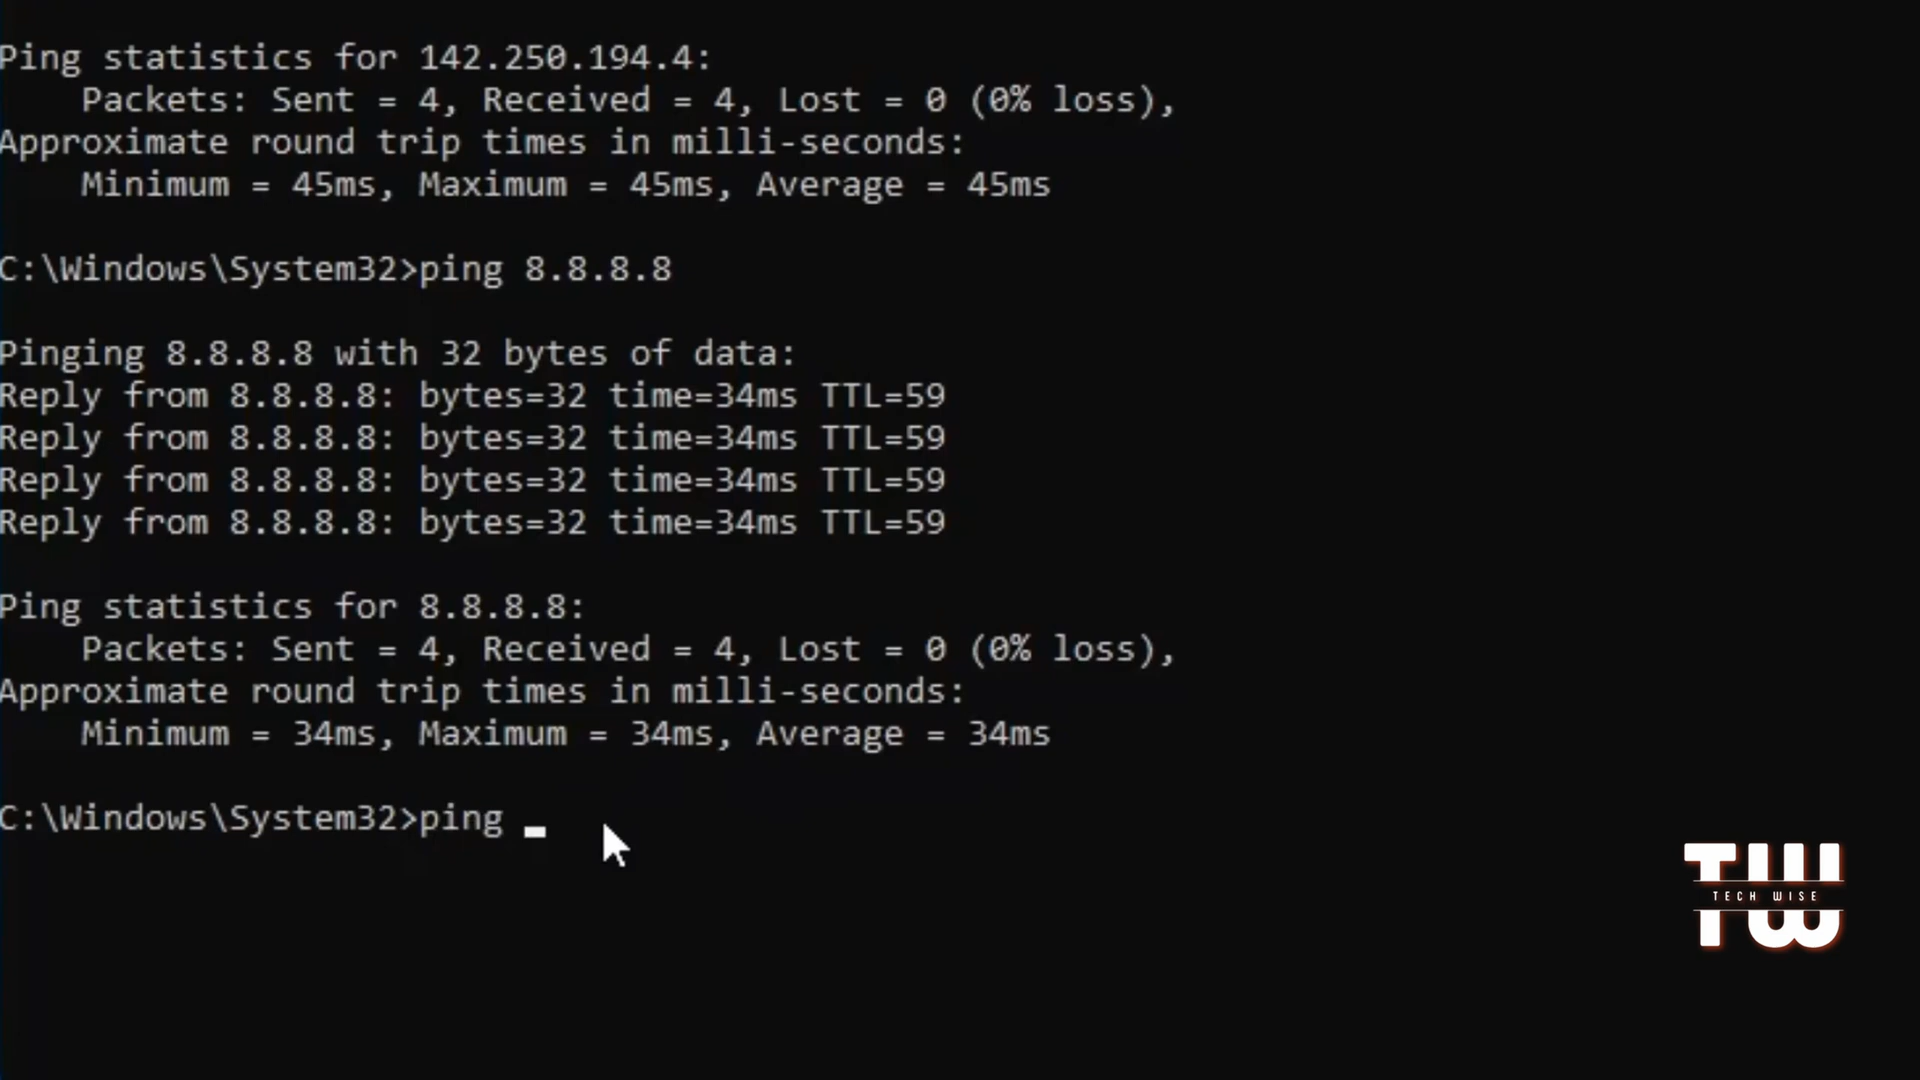 Ping statistics for 142.250.194.4:
Packets: Sent = 4, Received = 4, Lost = 0 (0% loss),
Approximate round trip times in milli-seconds:
Minimum = 45ms, Maximum = 45ms, Average = 45ms
C:\Windows\System32>ping 8.8.8.8
Pinging 8.8.8.8 with 32 bytes of data:
Reply from 8.8.8.8: bytes=32 time=34ms TTL=59
Reply from 8.8.8.8: bytes=32 time=34ms TTL=59
Reply from 8.8.8.8: bytes=32 time=34ms TTL=59
Reply from 8.8.8.8: bytes=32 time=34ms TTL=59
Ping statistics for 8.8.8.8:
Packets: Sent = 4, Received = 4, Lost = 0 (0% loss),
Approximate round trip times in milli-seconds:
Minimum = 34ms, Maximum = 34ms, Average = 34ms
C:\Windows\System32>ping
TW
TECH WISE